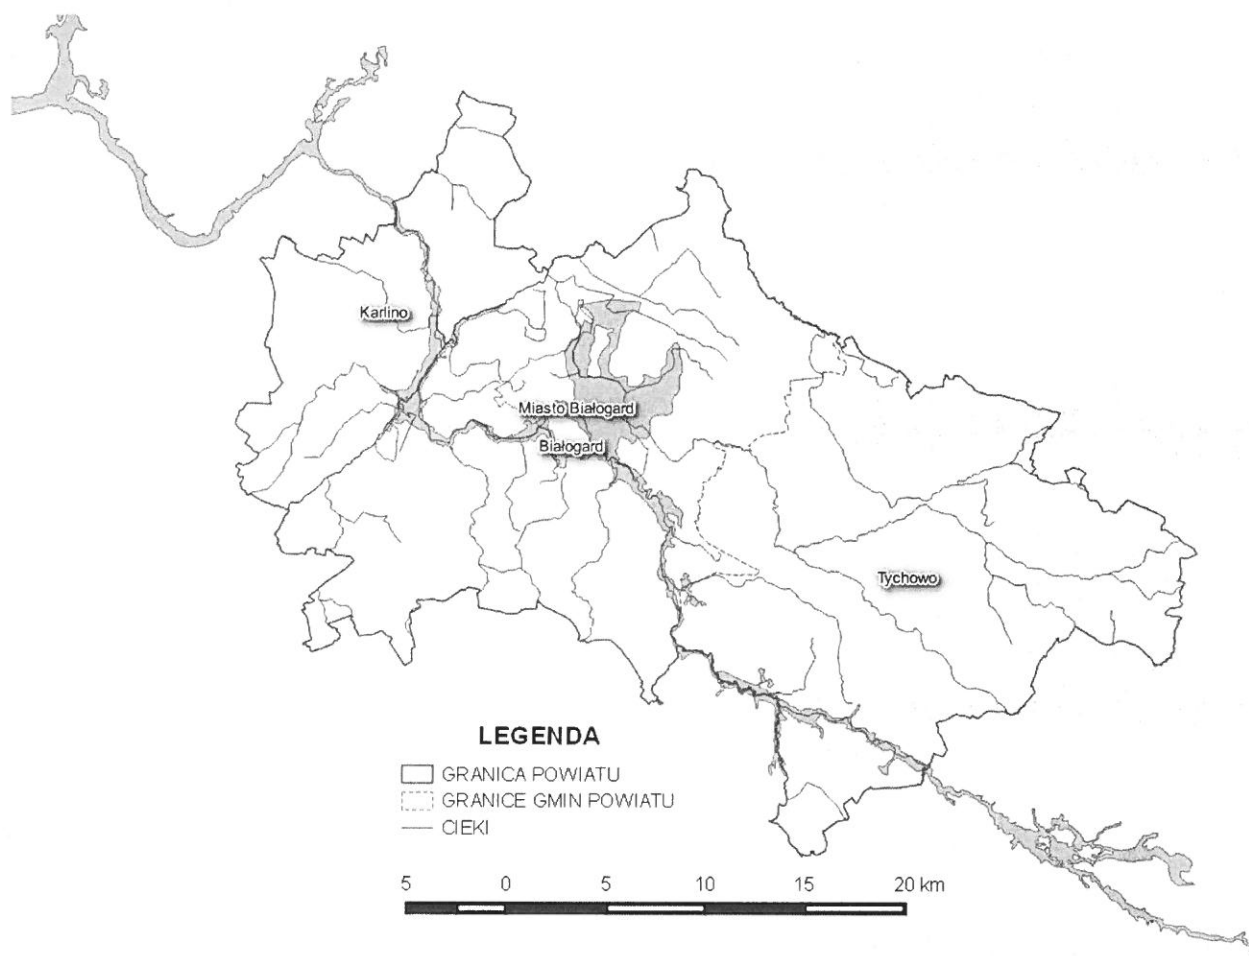 Karlino
Miasto Białogard
Białogard
Tychowo
LEGENDA
GRANICA POWIATU
GRANICE GMIN POWIATU
CIEKI
5 0 5 10 15 20 km